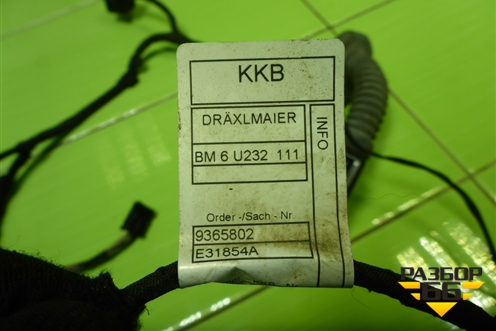 KKB
DRÄXLMAIER
INFO
BM 6 U232 111
Order -/Sach - Nr
9365802
E31854A
РАЗБОР
66